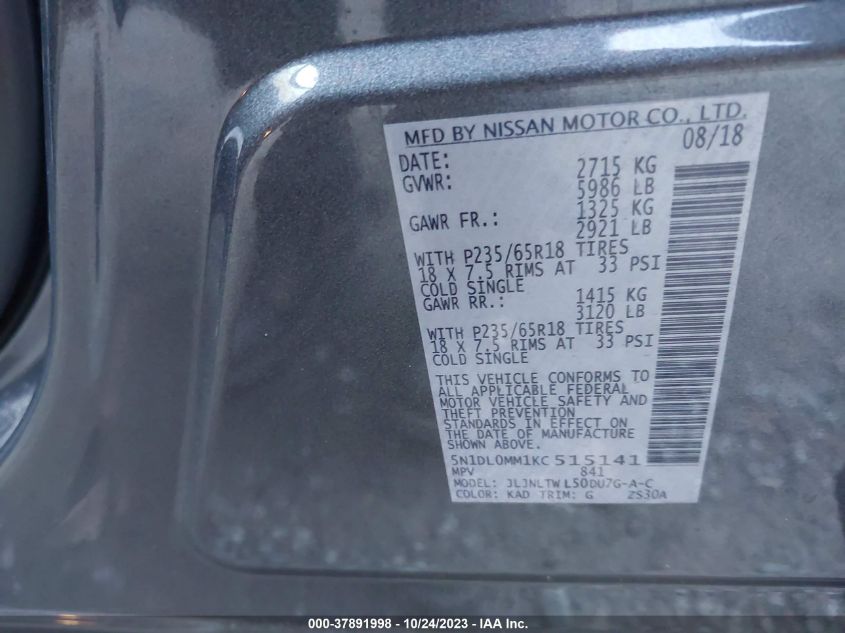 MFD BY NISSAN MOTOR CO., LTD.
DATE: 08/18
GVWR: 2715 KG
5986 LB
GAWR FR.: 1325 KG
2921 LB
WITH P235/65R18 TIRES
18 X 7.5 RIMS AT 33 PSI
COLD SINGLE
GAWR RR.: 1415 KG
3120 LB
WITH P235/65R18 TIRES
18 X 7.5 RIMS AT 33 PSI
COLD SINGLE
THIS VEHICLE CONFORMS TO
ALL APPLICABLE FEDERAL
MOTOR VEHICLE SAFETY AND
THEFT PREVENTION
STANDARDS IN EFFECT ON
THE DATE OF MANUFACTURE
SHOWN ABOVE.
5N1DL0MM1KC515141
MPV 841
MODEL: JLJNLTWL50DU7G-A-C
COLOR: KAD TRIM: G ZS30A
000-37891998 - 10/24/2023 - IAA Inc.